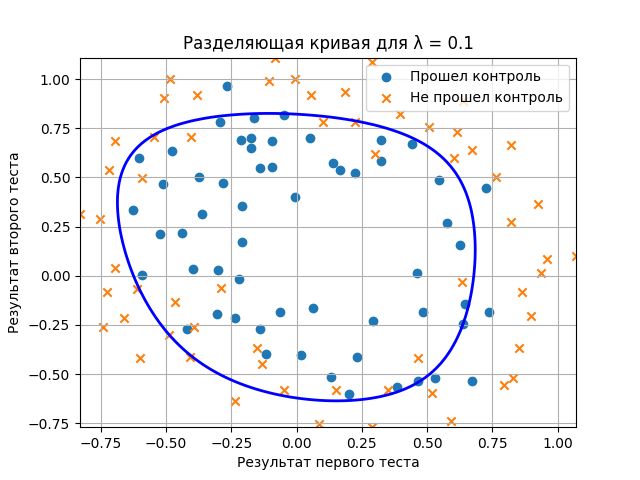 Разделяющая кривая для λ = 0.1
Прошел контроль
Не прошел контроль
1.00
0.75
0.50
0.25
0.00
−0.25
−0.50
−0.75
Результат второго теста
−0.75 −0.50 −0.25 0.00 0.25 0.50 0.75 1.00
Результат первого теста